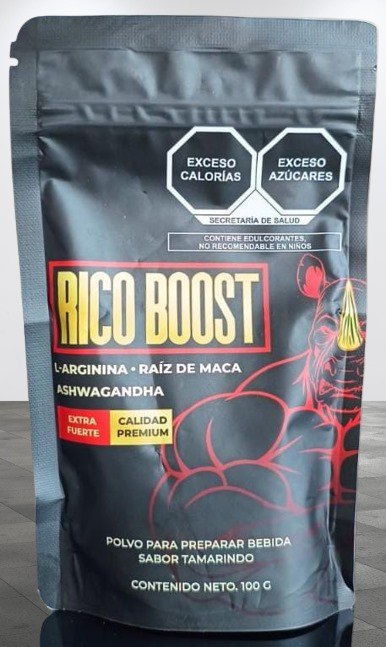 EXCESO
CALORÍAS
EXCESO
AZÚCARES
SECRETARÍA DE SALUD
CONTIENE EDULCORANTES,
NO RECOMENDABLE EN NIÑOS
RICO BOOST
L-ARGININA • RAÍZ DE MACA
ASHWAGANDHA
EXTRA
FUERTE
CALIDAD
PREMIUM
POLVO PARA PREPARAR BEBIDA
SABOR TAMARINDO
CONTENIDO NETO. 100 G